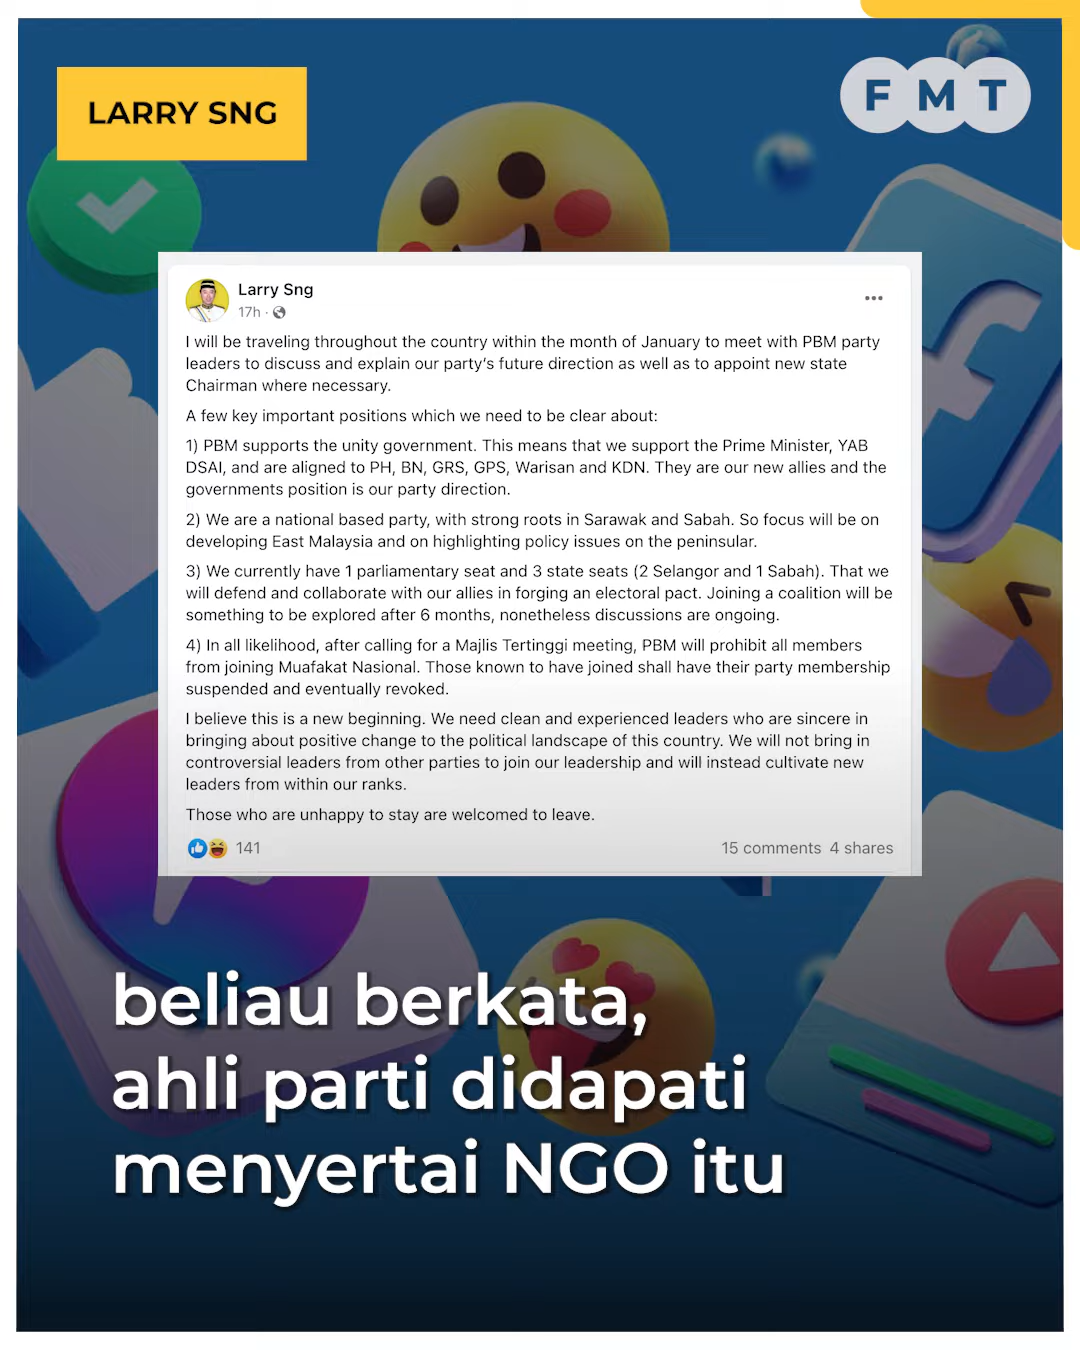 LARRY SNG
FMT
Larry Sng
17h ·
I will be traveling throughout the country within the month of January to meet with PBM party
leaders to discuss and explain our party's future direction as well as to appoint new state
Chairman where necessary.
A few key important positions which we need to be clear about:
1) PBM supports the unity government. This means that we support the Prime Minister, YAB
DSAI, and are aligned to PH, BN, GRS, GPS, Warisan and KDN. They are our new allies and the
governments position is our party direction.
2) We are a national based party, with strong roots in Sarawak and Sabah. So focus will be on
developing East Malaysia and on highlighting policy issues on the peninsular.
3) We currently have 1 parliamentary seat and 3 state seats (2 Selangor and 1 Sabah). That we
will defend and collaborate with our allies in forging an electoral pact. Joining a coalition will be
something to be explored after 6 months, nonetheless discussions are ongoing.
4) In all likelihood, after calling for a Majlis Tertinggi meeting, PBM will prohibit all members
from joining Muafakat Nasional. Those known to have joined shall have their party membership
suspended and eventually revoked.
I believe this is a new beginning. We need clean and experienced leaders who are sincere in
bringing about positive change to the political landscape of this country. We will not bring in
controversial leaders from other parties to join our leadership and will instead cultivate new
leaders from within our ranks.
Those who are unhappy to stay are welcomed to leave.
141
15 comments 4 shares
beliau berkata,
ahli parti didapati
menyertai NGO itu